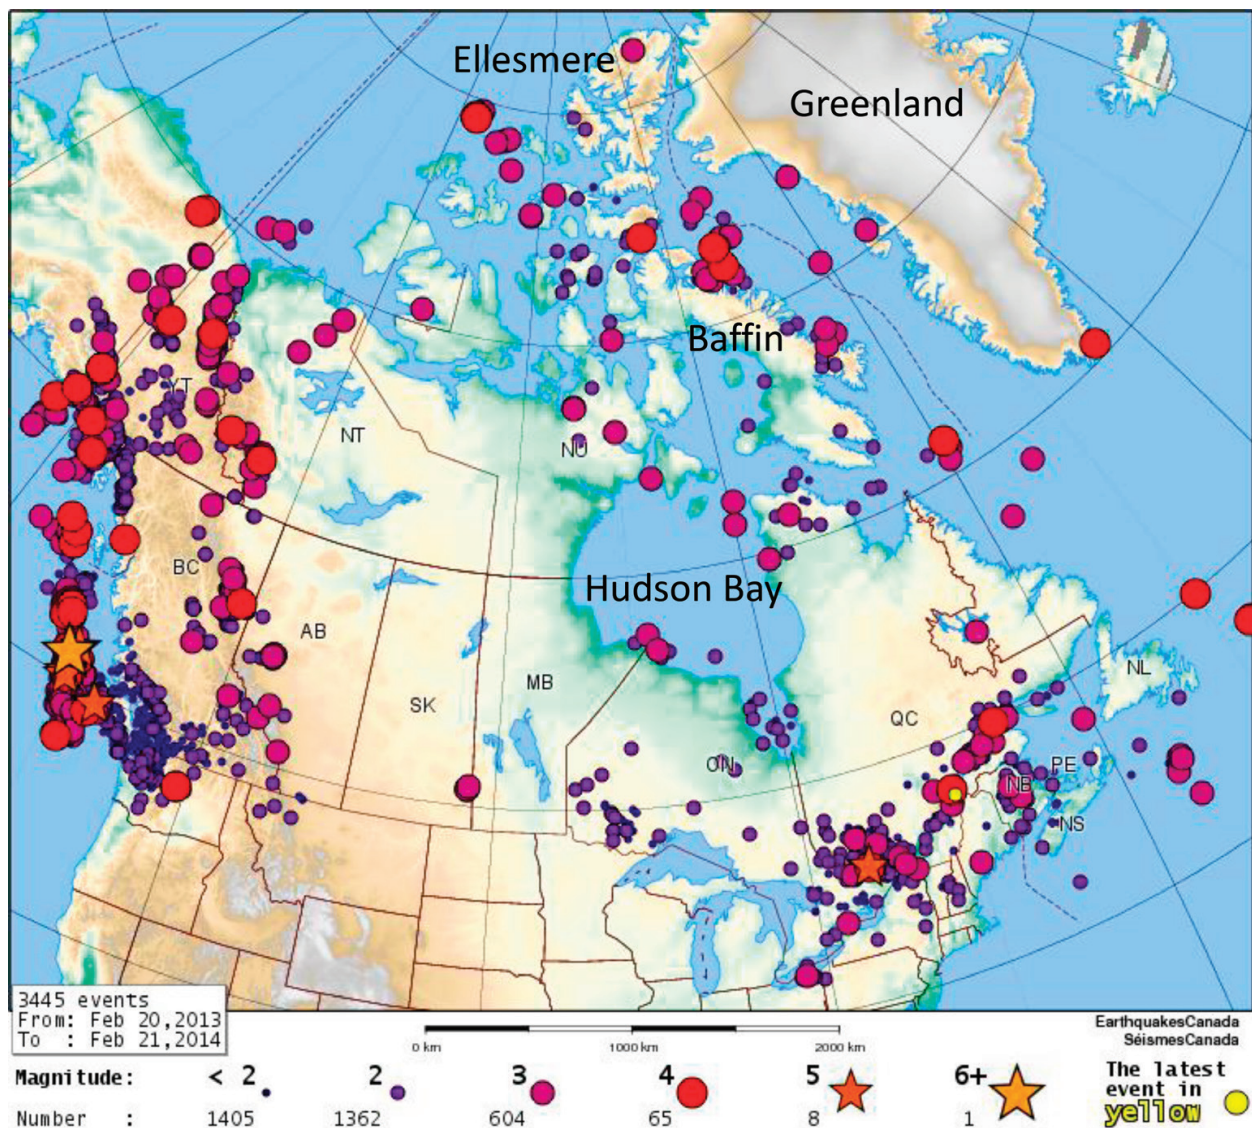 Ellesmere
Greenland
Baffin
YT
NT
NU
BC
Hudson Bay
AB
SK
MB
NL
QC
ON
PE
NB
NS
3445 events
From: Feb 20,2013
To : Feb 21,2014
0 km
1000 km
2000 km
EarthquakesCanada
SéismesCanada
Magnitude: < 2 2 3 4 5 6+
Number : 1405 1362 604 65 8 1
The latest
event in
yellow